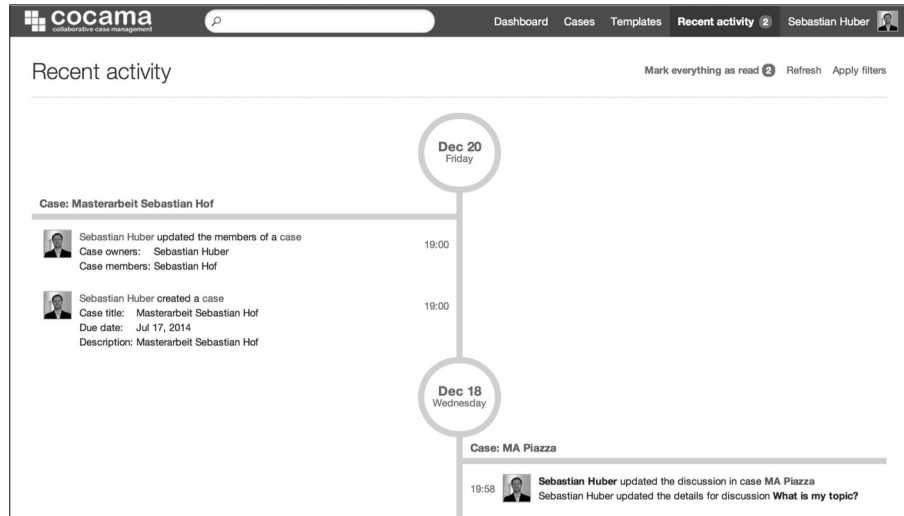 cocama
collaborative case management
Dashboard Cases Templates Recent activity 2 Sebastian Huber
Recent activity
Mark everything as read 2 Refresh Apply filters
Dec 20
Friday
Case: Masterarbeit Sebastian Hof
Sebastian Huber updated the members of a case
Case owners: Sebastian Huber
Case members: Sebastian Hof
19:00
Sebastian Huber created a case
Case title: Masterarbeit Sebastian Hof
Due date: Jul 17, 2014
Description: Masterarbeit Sebastian Hof
19:00
Dec 18
Wednesday
Case: MA Piazza
19:58
Sebastian Huber updated the discussion in case MA Piazza
Sebastian Huber updated the details for discussion What is my topic?